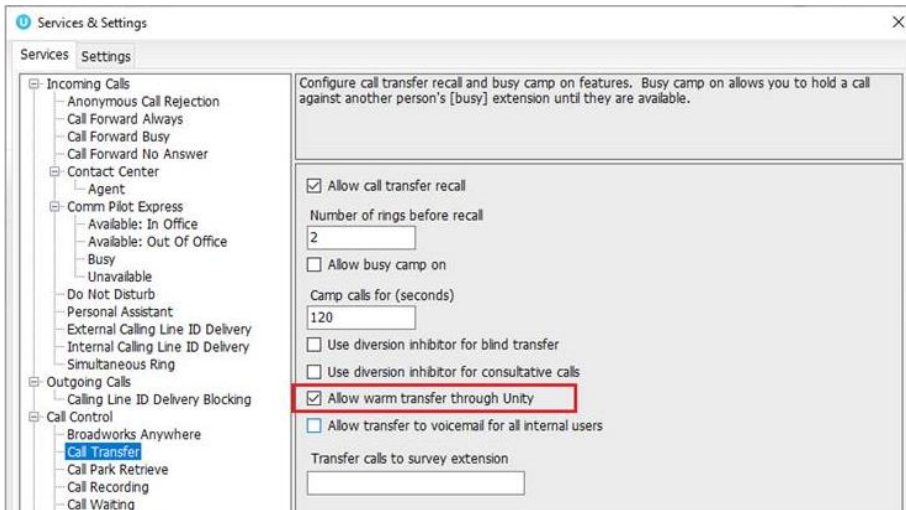 Services & Settings
Services
Settings
Incoming Calls
Anonymous Call Rejection
Call Forward Always
Call Forward Busy
Call Forward No Answer
Contact Center
Agent
Comm Pilot Express
Available: In Office
Available: Out Of Office
Busy
Unavailable
Do Not Disturb
Personal Assistant
External Calling Line ID Delivery
Internal Calling Line ID Delivery
Simultaneous Ring
Outgoing Calls
Calling Line ID Delivery Blocking
Call Control
Broadworks Anywhere
Call Transfer
Call Park Retrieve
Call Recording
Call Waiting
Configure call transfer recall and busy camp on features. Busy camp on allows you to hold a call
against another person's [busy] extension until they are available.
Allow call transfer recall
Number of rings before recall
2
Allow busy camp on
Camp calls for (seconds)
120
Use diversion inhibitor for blind transfer
Use diversion inhibitor for consultative calls
Allow warm transfer through Unity
Allow transfer to voicemail for all internal users
Transfer calls to survey extension